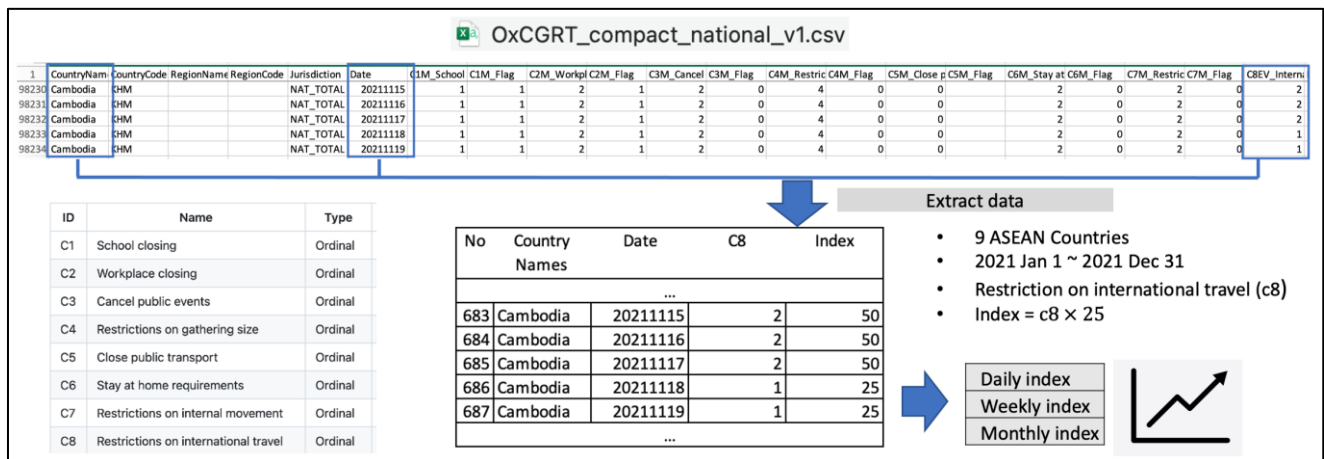 OxCGRT_compact_national_v1.csv
1 CountryNam CountryCode RegionName RegionCode Jurisdiction Date C1M_School C1M_Flag C2M_Workpl C2M_Flag C3M_Cancel C3M_Flag C4M_Restric C4M_Flag C5M_Close p C5M_Flag C6M_Stay at C6M_Flag C7M_Restric C7M_Flag C8EV_Interna
98230 Cambodia KHM NAT_TOTAL 20211115 1 1 2 1 2 0 4 0 0 2 0 2 0 2
98231 Cambodia KHM NAT_TOTAL 20211116 1 1 2 1 2 0 4 0 0 2 0 2 0 2
98232 Cambodia KHM NAT_TOTAL 20211117 1 1 2 1 2 0 4 0 0 2 0 2 0 2
98233 Cambodia KHM NAT_TOTAL 20211118 1 1 2 1 2 0 4 0 0 2 0 2 0 1
98234 Cambodia KHM NAT_TOTAL 20211119 1 1 2 1 2 0 4 0 0 2 0 2 0 1
ID Name Type
C1 School closing Ordinal
C2 Workplace closing Ordinal
C3 Cancel public events Ordinal
C4 Restrictions on gathering size Ordinal
C5 Close public transport Ordinal
C6 Stay at home requirements Ordinal
C7 Restrictions on internal movement Ordinal
C8 Restrictions on international travel Ordinal
No Country Date C8 Index
Names
...
683 Cambodia 20211115 2 50
684 Cambodia 20211116 2 50
685 Cambodia 20211117 2 50
686 Cambodia 20211118 1 25
687 Cambodia 20211119 1 25
...
Extract data
• 9 ASEAN Countries
• 2021 Jan 1 ~ 2021 Dec 31
• Restriction on international travel (c8)
• Index = c8 × 25
Daily index
Weekly index
Monthly index